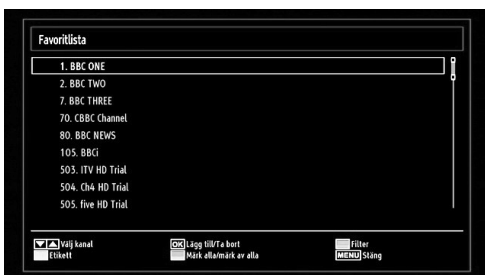 Favoritlista
1. BBC ONE
2. BBC TWO
7. BBC THREE
70. CBBC Channel
80. BBC NEWS
105. BBCi
503. ITV HD Trial
504. Ch4 HD Trial
505. five HD Trial
Välj kanal OK Lägg till/Ta bort Filter
Etikett Märk alla/märk av alla MENU Stäng